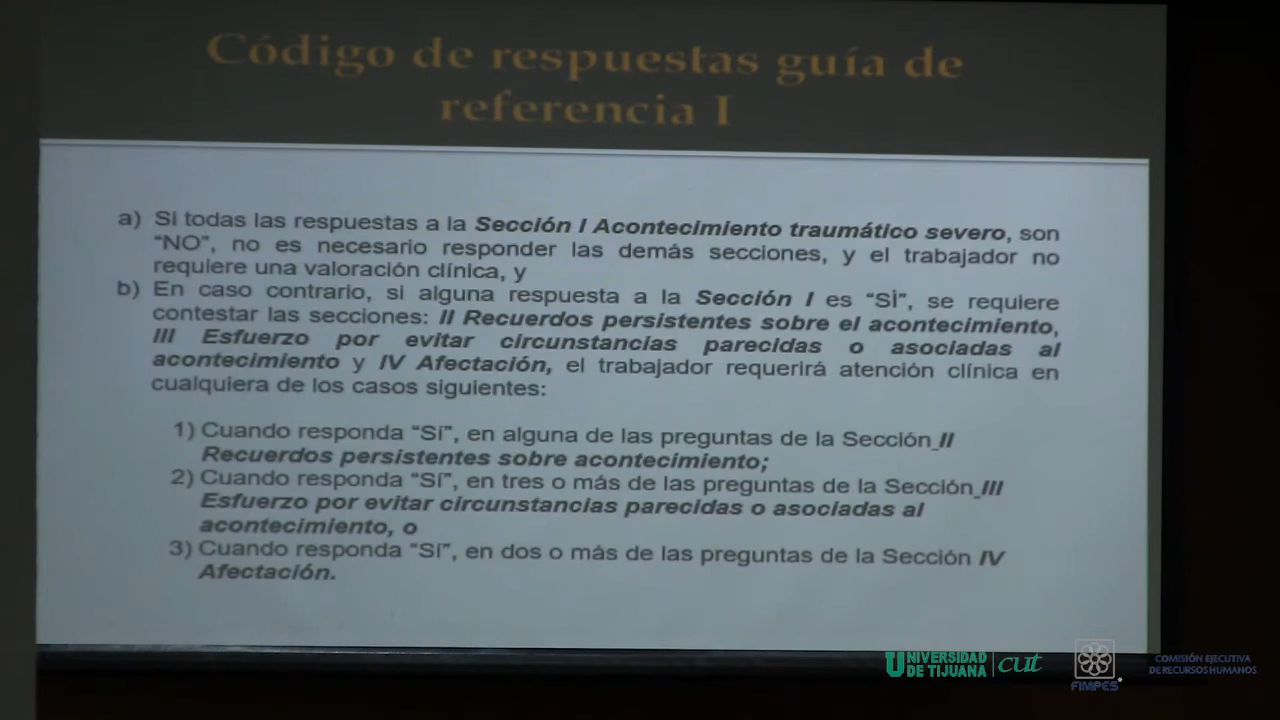 Código de respuestas guía de
referencia I
a) Si todas las respuestas a la Sección I Acontecimiento traumático severo, son
"NO", no es necesario responder las demás secciones, y el trabajador no
requiere una valoración clínica, y
b) En caso contrario, si alguna respuesta a la Sección I es "SÍ", se requiere
contestar las secciones: II Recuerdos persistentes sobre el acontecimiento,
III Esfuerzo por evitar circunstancias parecidas o asociadas al
acontecimiento y IV Afectación, el trabajador requerirá atención clínica en
cualquiera de los casos siguientes:
1) Cuando responda "Sí", en alguna de las preguntas de la Sección II
Recuerdos persistentes sobre acontecimiento;
2) Cuando responda "Sí", en tres o más de las preguntas de la Sección III
Esfuerzo por evitar circunstancias parecidas o asociadas al
acontecimiento, o
3) Cuando responda "Sí", en dos o más de las preguntas de la Sección IV
Afectación.
UNIVERSIDAD
DE TIJUANA
cut
FIMPES
COMISIÓN EJECUTIVA
DE RECURSOS HUMANOS